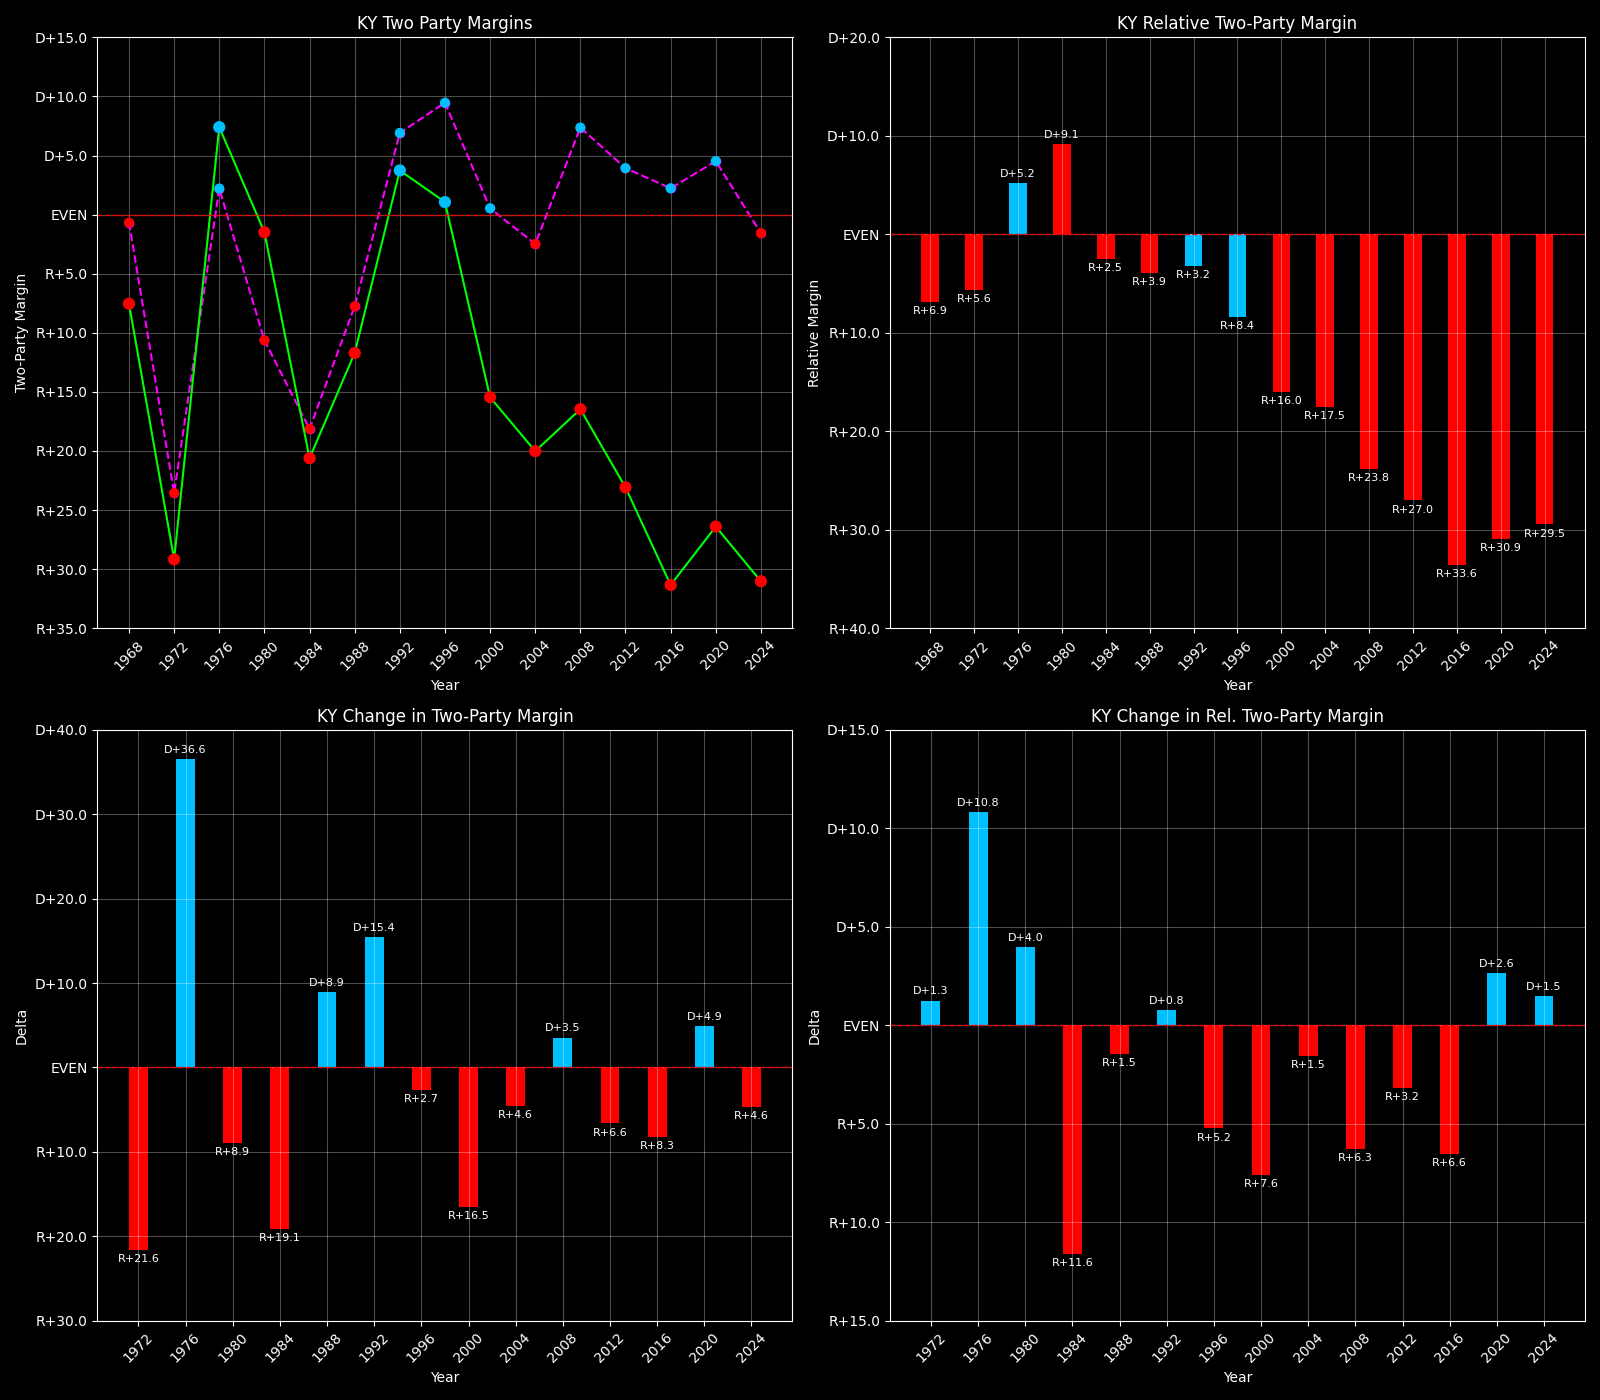 KY Two Party Margins
D+15.0
D+10.0
D+5.0
EVEN
R+5.0
R+10.0
R+15.0
R+20.0
R+25.0
R+30.0
R+35.0
Two-Party Margin
1968 1972 1976 1980 1984 1988 1992 1996 2000 2004 2008 2012 2016 2020 2024
Year
KY Relative Two-Party Margin
D+20.0
D+10.0
EVEN
R+10.0
R+20.0
R+30.0
R+40.0
Relative Margin
R+6.9
R+5.6
D+5.2
D+9.1
R+2.5
R+3.9
R+3.2
R+8.4
R+16.0
R+17.5
R+23.8
R+27.0
R+33.6
R+30.9
R+29.5
1968 1972 1976 1980 1984 1988 1992 1996 2000 2004 2008 2012 2016 2020 2024
Year
KY Change in Two-Party Margin
D+40.0
D+30.0
D+20.0
D+10.0
EVEN
R+10.0
R+20.0
R+30.0
Delta
R+21.6
D+36.6
R+8.9
R+19.1
D+8.9
D+15.4
R+2.7
R+16.5
R+4.6
D+3.5
R+6.6
R+8.3
D+4.9
R+4.6
1972 1976 1980 1984 1988 1992 1996 2000 2004 2008 2012 2016 2020 2024
Year
KY Change in Rel. Two-Party Margin
D+15.0
D+10.0
D+5.0
EVEN
R+5.0
R+10.0
R+15.0
Delta
D+1.3
D+10.8
D+4.0
R+11.6
R+1.5
D+0.8
R+5.2
R+7.6
R+1.5
R+6.3
R+3.2
R+6.6
D+2.6
D+1.5
1972 1976 1980 1984 1988 1992 1996 2000 2004 2008 2012 2016 2020 2024
Year